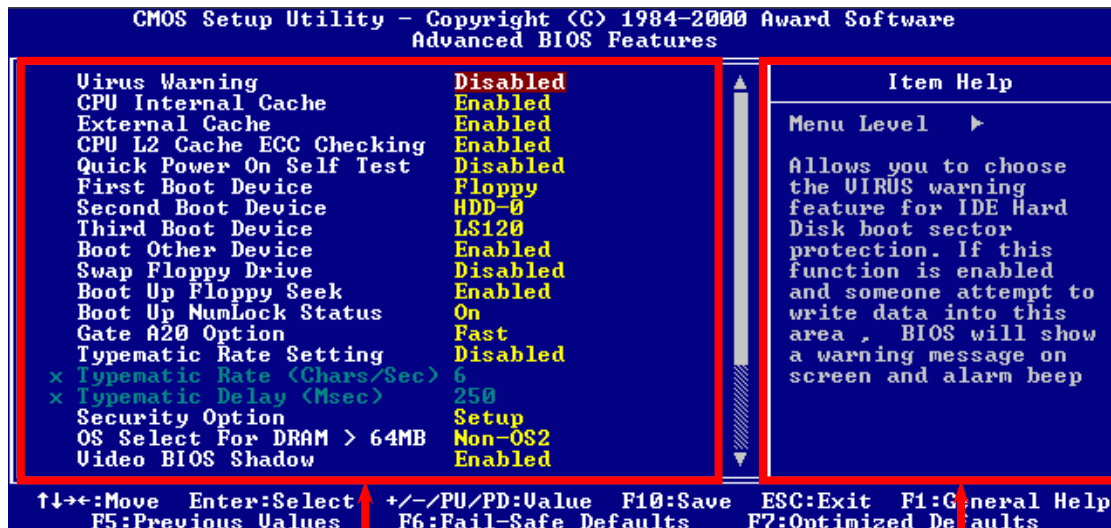 CMOS Setup Utility – Copyright (C) 1984-2000 Award Software
Advanced BIOS Features
Virus Warning Disabled
CPU Internal Cache Enabled
External Cache Enabled
CPU L2 Cache ECC Checking Enabled
Quick Power On Self Test Disabled
First Boot Device Floppy
Second Boot Device HDD-0
Third Boot Device LS120
Boot Other Device Enabled
Swap Floppy Drive Disabled
Boot Up Floppy Seek Enabled
Boot Up NumLock Status On
Gate A20 Option Fast
Typematic Rate Setting Disabled
x Typematic Rate (Chars/Sec) 6
x Typematic Delay (Msec) 250
Security Option Setup
OS Select For DRAM > 64MB Non-OS2
Video BIOS Shadow Enabled
Item Help
Menu Level ▶
Allows you to choose
the VIRUS warning
feature for IDE Hard
Disk boot sector
protection. If this
function is enabled
and someone attempt to
write data into this
area , BIOS will show
a warning message on
screen and alarm beep
↑↓→←:Move Enter:Select +/-/PU/PD:Value F10:Save ESC:Exit F1:General Help
F5:Previous Values F6:Fail-Safe Defaults F7:Optimized Defaults